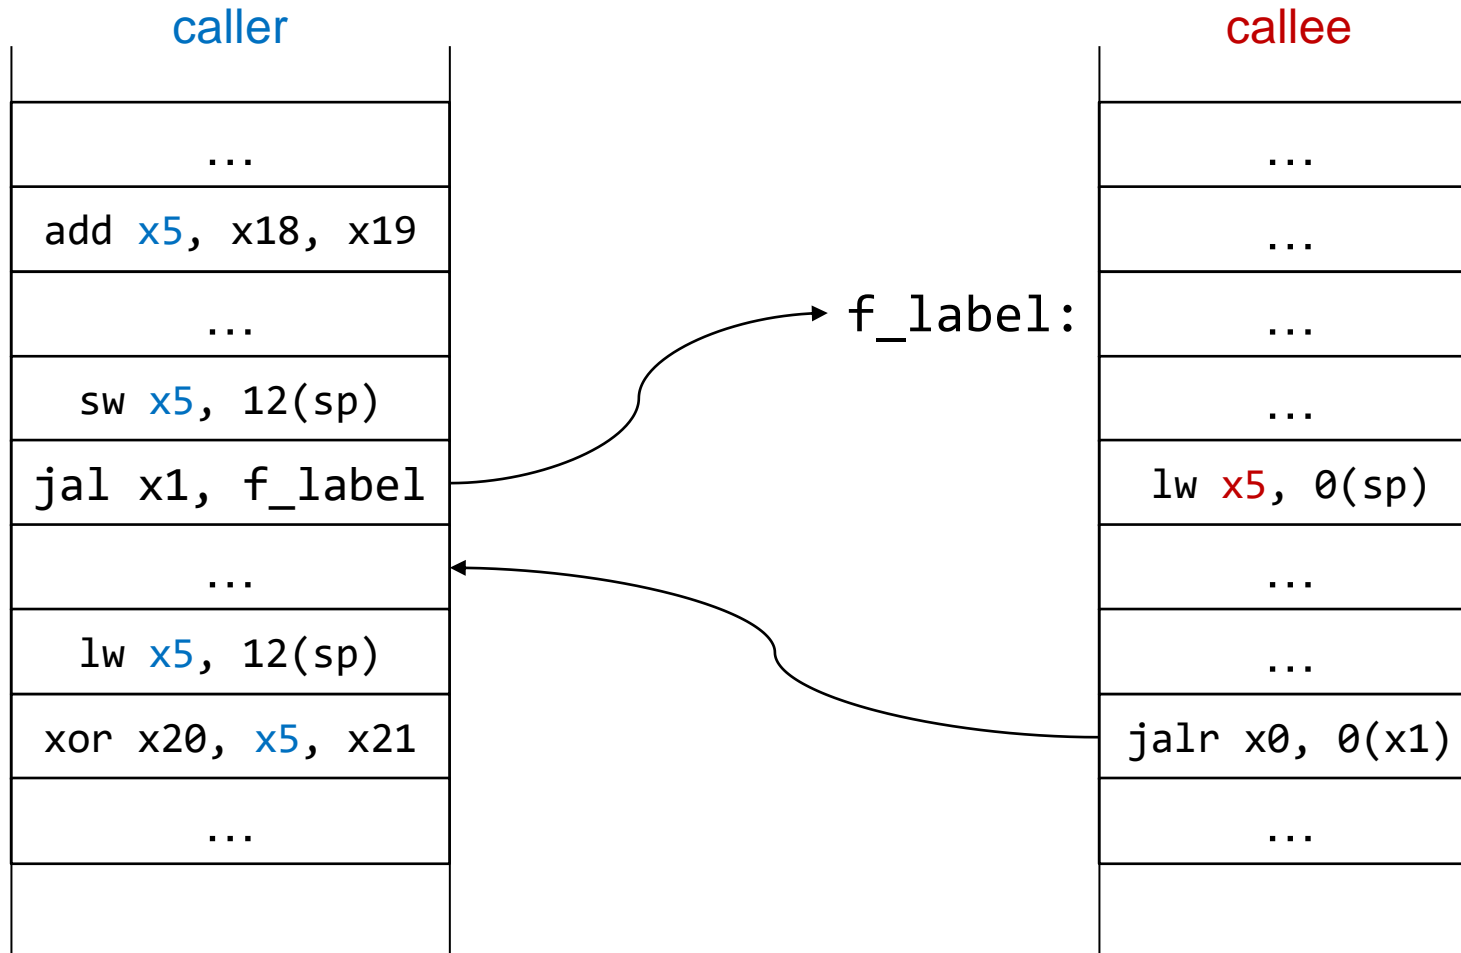 caller
...
add x5, x18, x19
...
sw x5, 12(sp)
jal x1, f_label
...
lw x5, 12(sp)
xor x20, x5, x21
...
f_label:
callee
...
...
...
...
lw x5, 0(sp)
...
...
jalr x0, 0(x1)
...